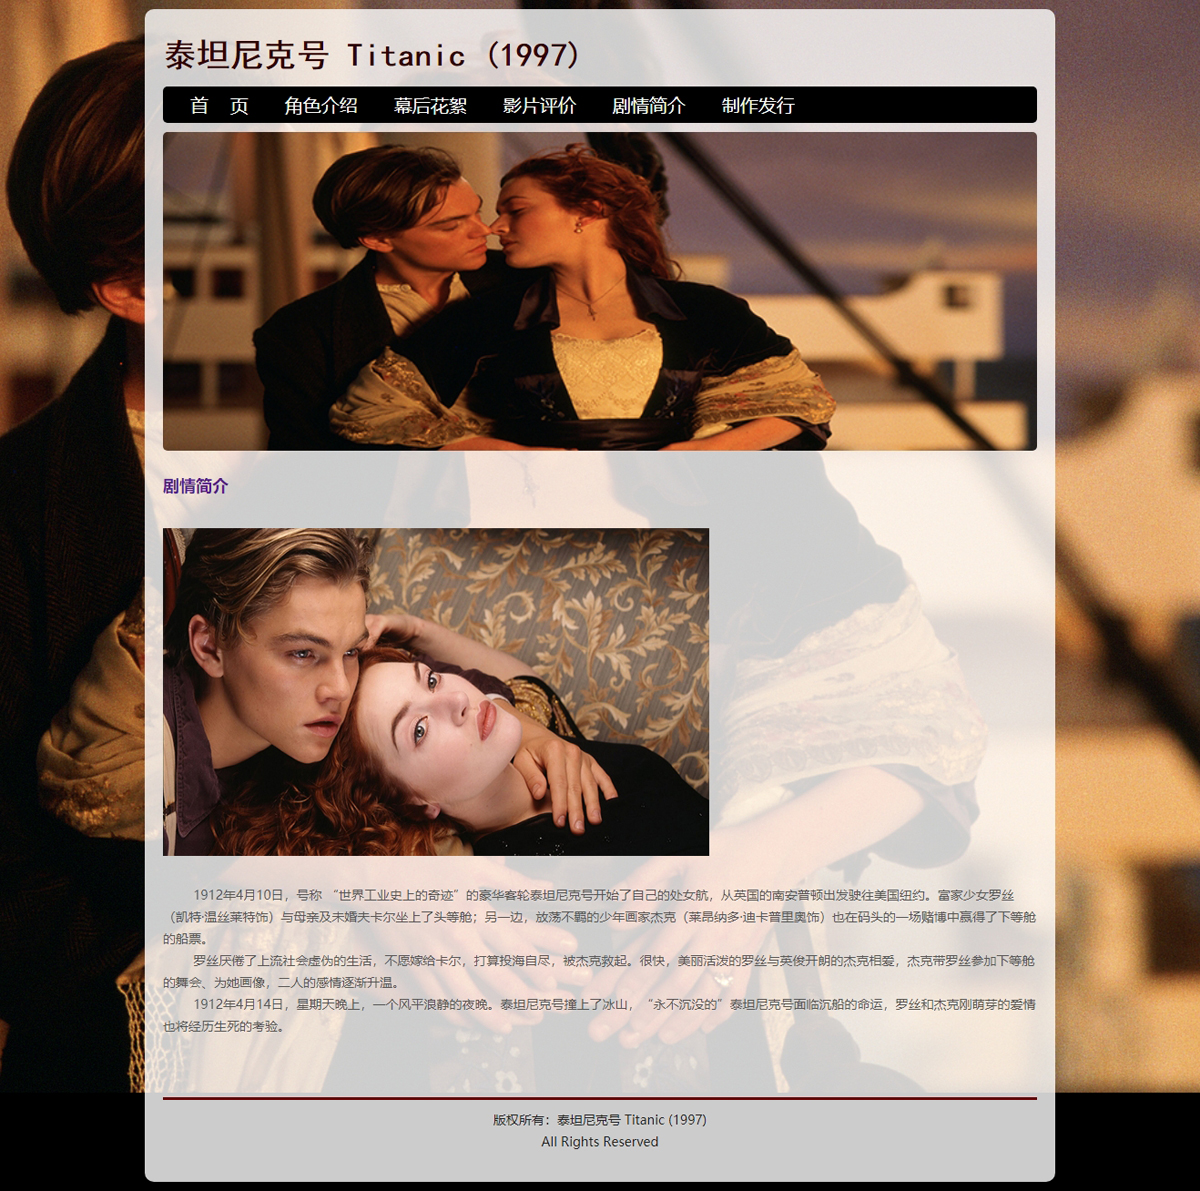 泰坦尼克号 Titanic (1997)
首 页 角色介绍 幕后花絮 影片评价 剧情简介 制作发行
剧情简介
1912年4月10日，号称 “世界工业史上的奇迹”的豪华客轮泰坦尼克号开始了自己的处女航，从英国的南安普顿出发驶往美国纽约。富家少女罗丝
（凯特·温丝莱特饰）与母亲及未婚夫卡尔坐上了头等舱；另一边，放荡不羁的少年画家杰克（莱昂纳多·迪卡普里奥饰）也在码头的一场赌博中赢得了下等舱
的船票。
罗丝厌倦了上流社会虚伪的生活，不愿嫁给卡尔，打算投海自尽，被杰克救起。很快，美丽活泼的罗丝与英俊开朗的杰克相爱，杰克带罗丝参加下等舱
的舞会、为她画像，二人的感情逐渐升温。
1912年4月14日，星期天晚上，一个风平浪静的夜晚。泰坦尼克号撞上了冰山，“永不沉没的”泰坦尼克号面临沉船的命运，罗丝和杰克刚萌芽的爱情
也将经历生死的考验。
版权所有：泰坦尼克号 Titanic (1997)
All Rights Reserved